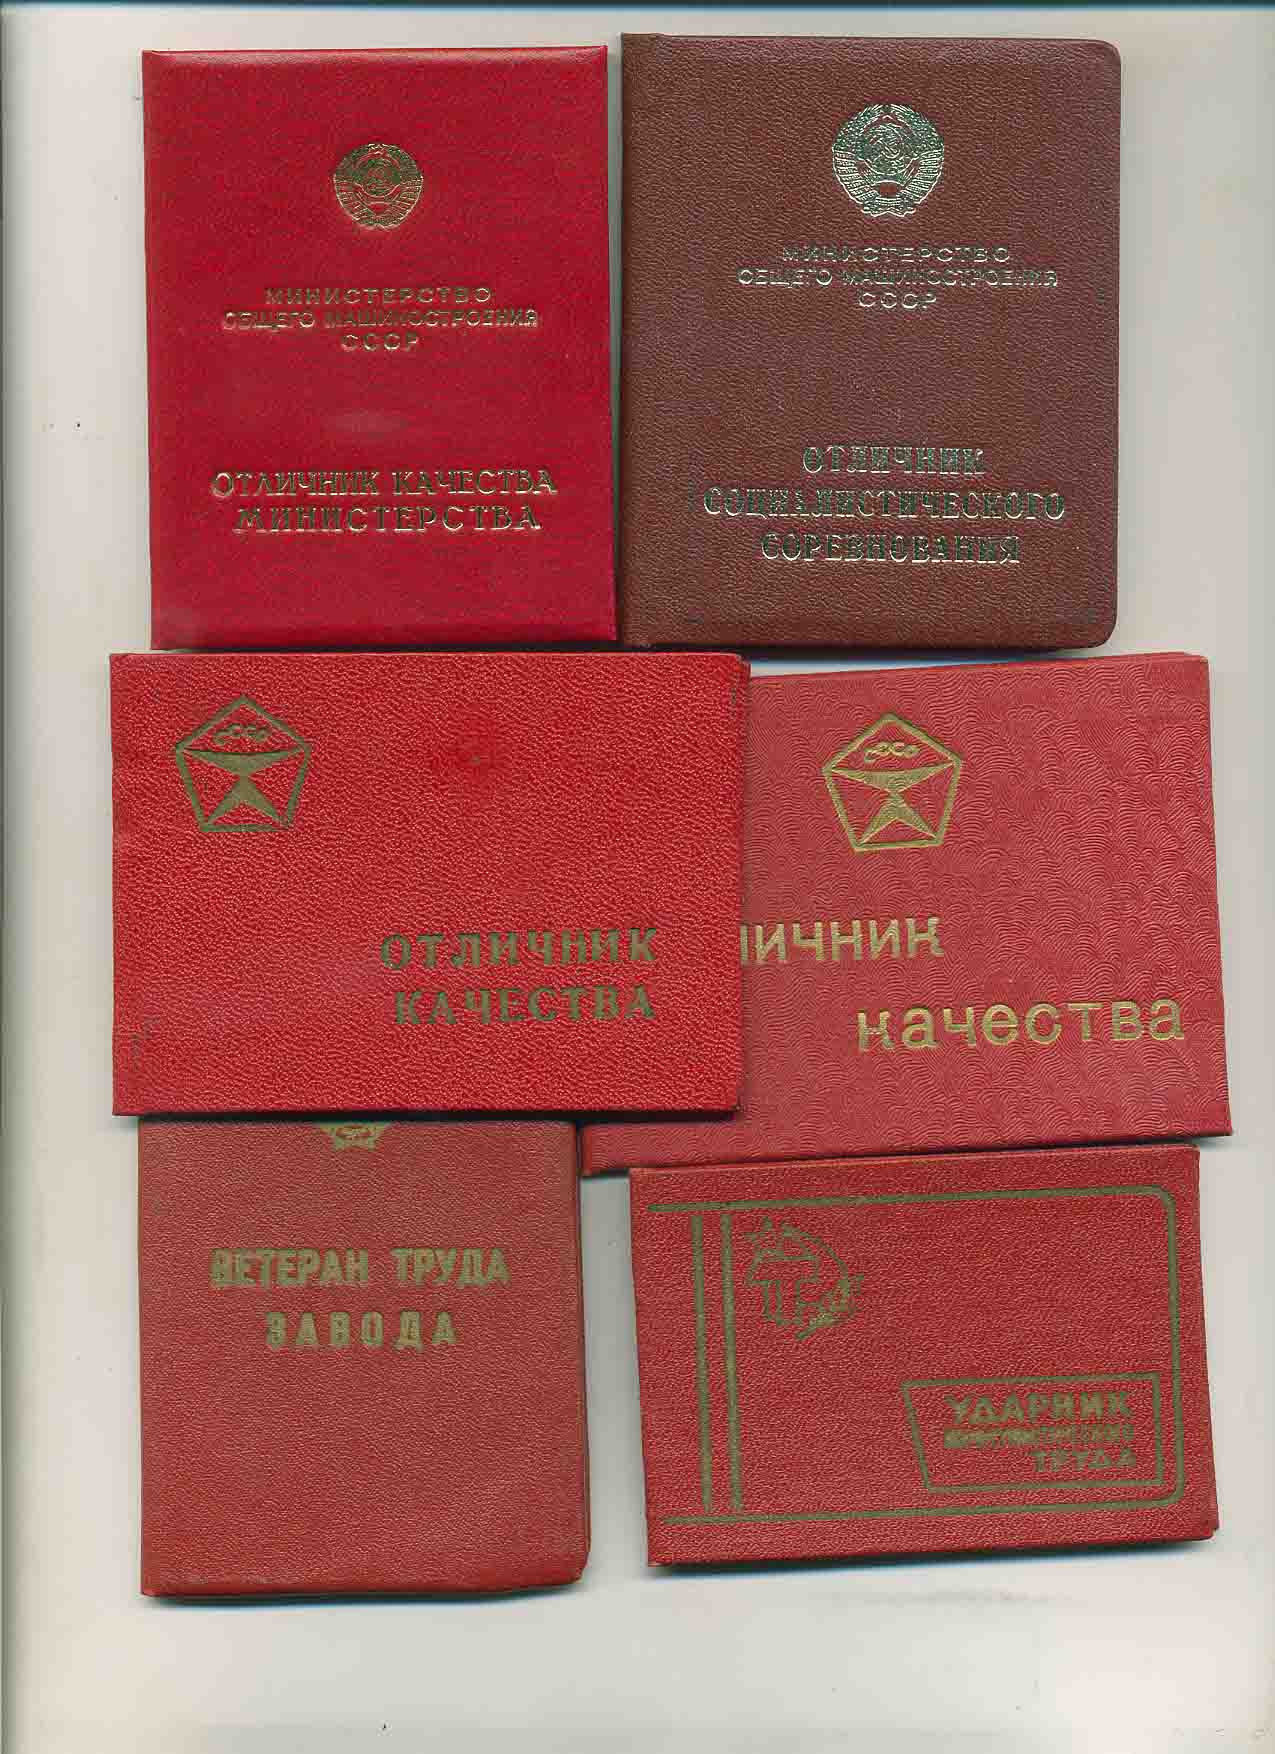 МИНИСТЕРСТВО
ОБЩЕГО МАШИНОСТРОЕНИЯ
СССР
ОТЛИЧНИК КАЧЕСТВА
МИНИСТЕРСТВА
МИНИСТЕРСТВО
ОБЩЕГО МАШИНОСТРОЕНИЯ
СССР
ОТЛИЧНИК
СОЦИАЛИСТИЧЕСКОГО
СОРЕВНОВАНИЯ
СССР
ОТЛИЧНИК
КАЧЕСТВА
СССР
личник
качества
ВЕТЕРАН ТРУДА
ЗАВОДА
УДАРНИК
КОММУНИСТИЧЕСКОГО
ТРУДА